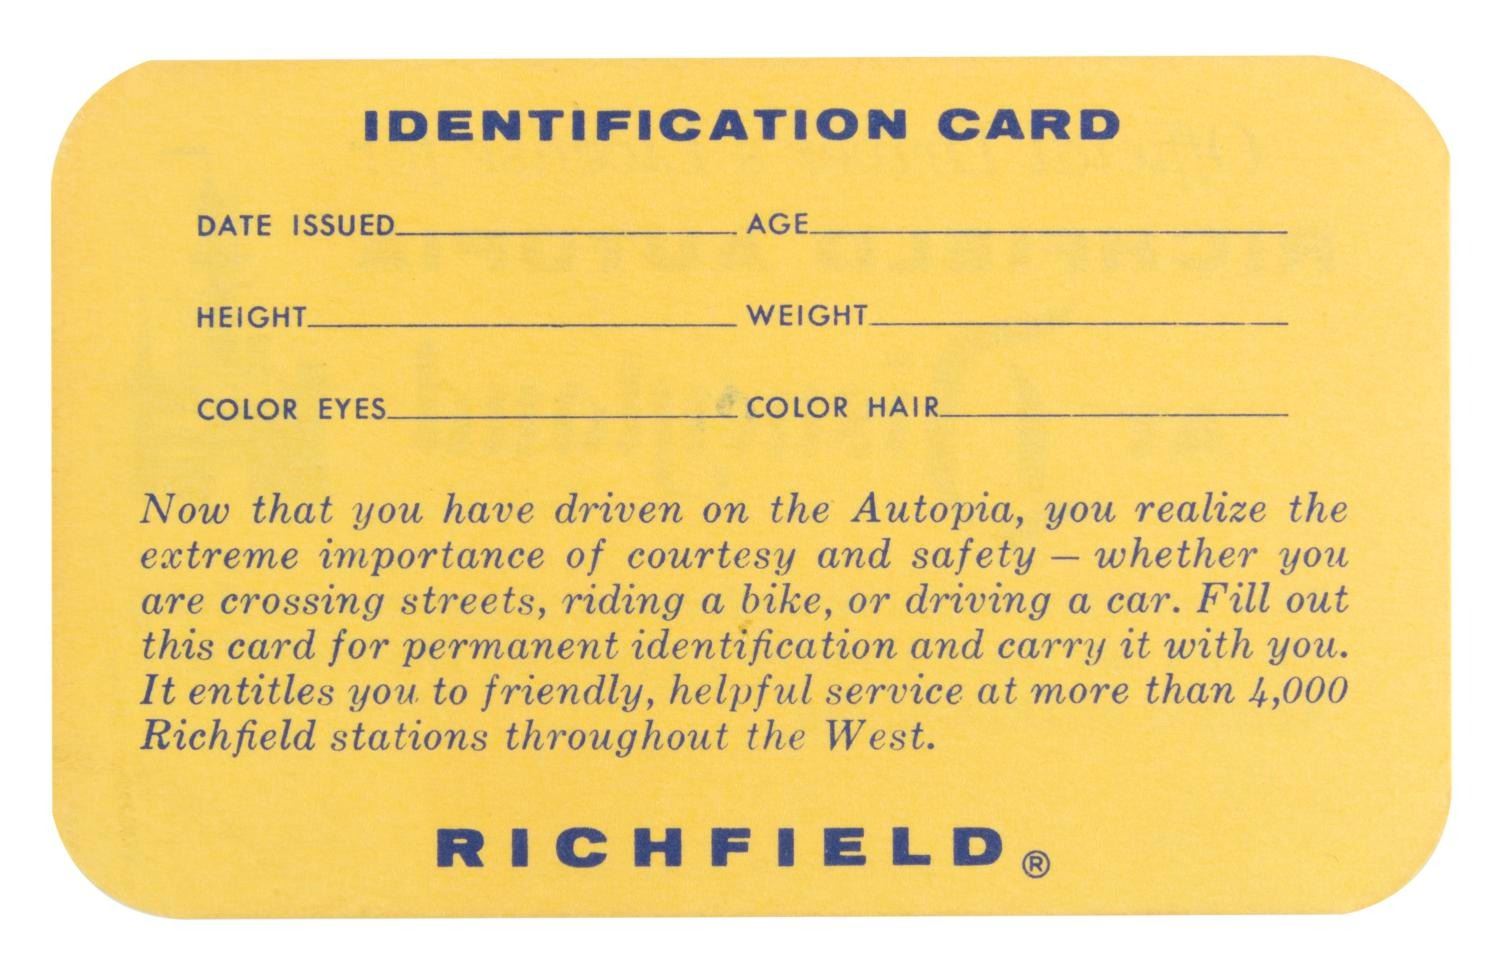 IDENTIFICATION CARD
DATE ISSUED AGE
HEIGHT WEIGHT
COLOR EYES COLOR HAIR
Now that you have driven on the Autopia, you realize the
extreme importance of courtesy and safety — whether you
are crossing streets, riding a bike, or driving a car. Fill out
this card for permanent identification and carry it with you.
It entitles you to friendly, helpful service at more than 4,000
Richfield stations throughout the West.
RICHFIELD®